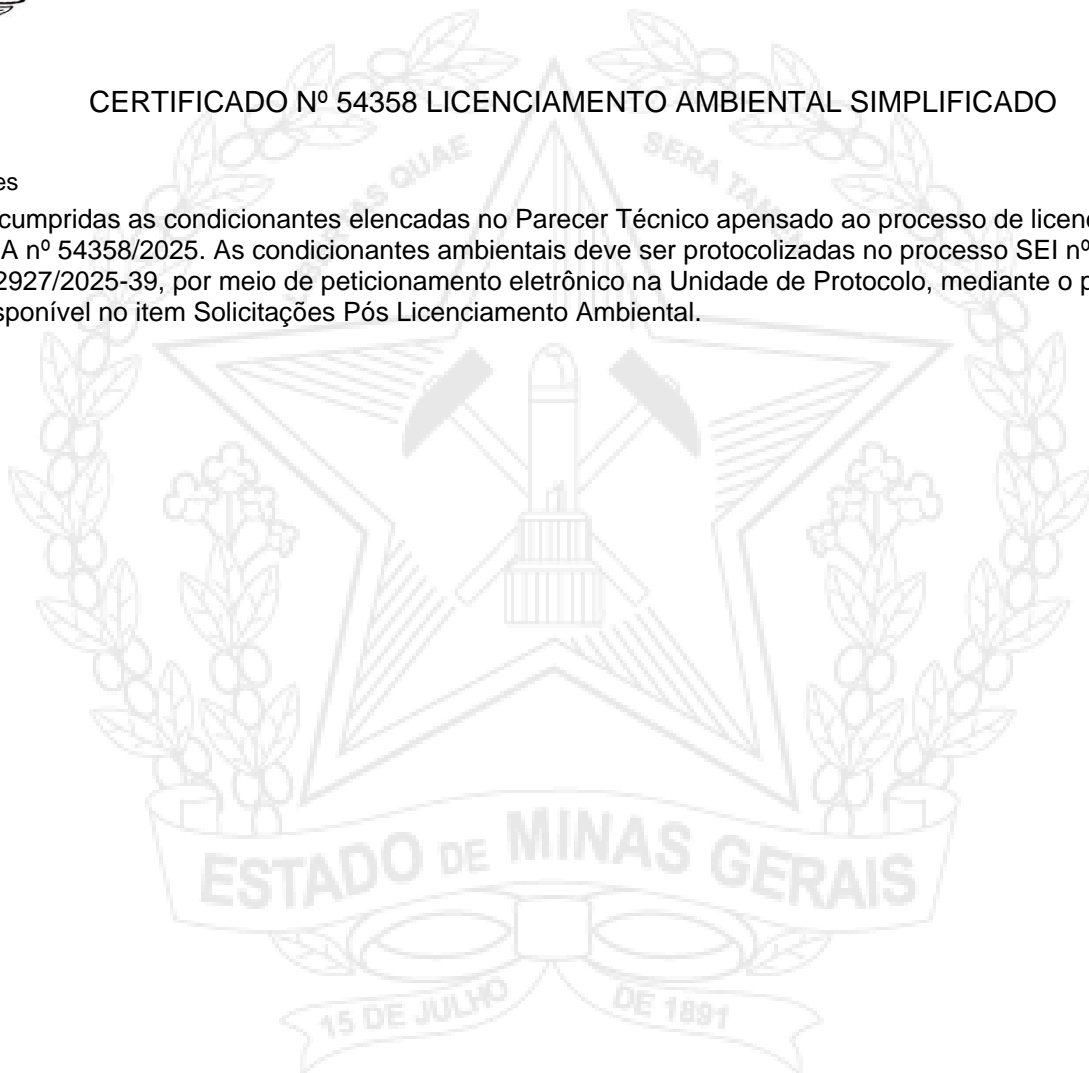 CERTIFICADO Nº 54358 LICENCIAMENTO AMBIENTAL SIMPLIFICADO
cumpridas as condicionantes elencadas no Parecer Técnico apensado ao processo de
nº 54358/2025. As condicionantes ambientais deve ser protocolizadas no processo SEI nº
2927/2025-39, por meio de peticionamento eletrônico na Unidade de Protocolo, mediante o
no item Solicitações Pós Licenciamento Ambiental.
QUAE SERA TAMEN
ESTADO DE MINAS GERAIS
15 DE JULHO DE 1891